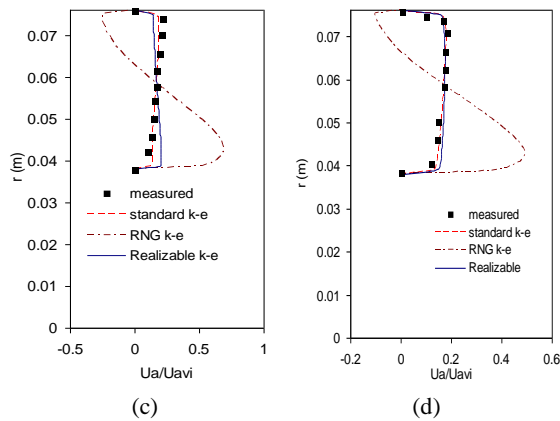 0.07
0.06
0.05
0.04
0.03
0.02
0.01
0
r (m)
measured
standard k-e
RNG k-e
Realizable k-e
-0.5 0 0.5 1
Ua/Uavi
(c)
0.07
0.06
0.05
0.04
0.03
0.02
0.01
0
r (m)
measured
standard k-e
RNG k-e
Realizable
-0.2 0 0.2 0.4 0.6
Ua/Uavi
(d)